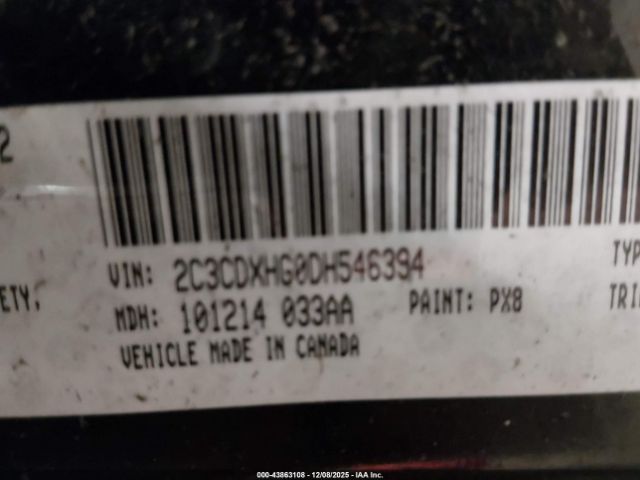 2
VIN: 2C3CDXHG0DH546394
TYP
ETY,
MDH: 101214 033AA
PAINT: PX8
TRI
VEHICLE MADE IN CANADA
000-43863108 - 12/08/2025 - IAA Inc.